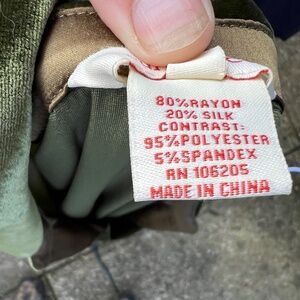 80%RAYON
20% SILK
CONTRAST:
95%POLYESTER
5%SPANDEX
RN 106205
MADE IN CHINA